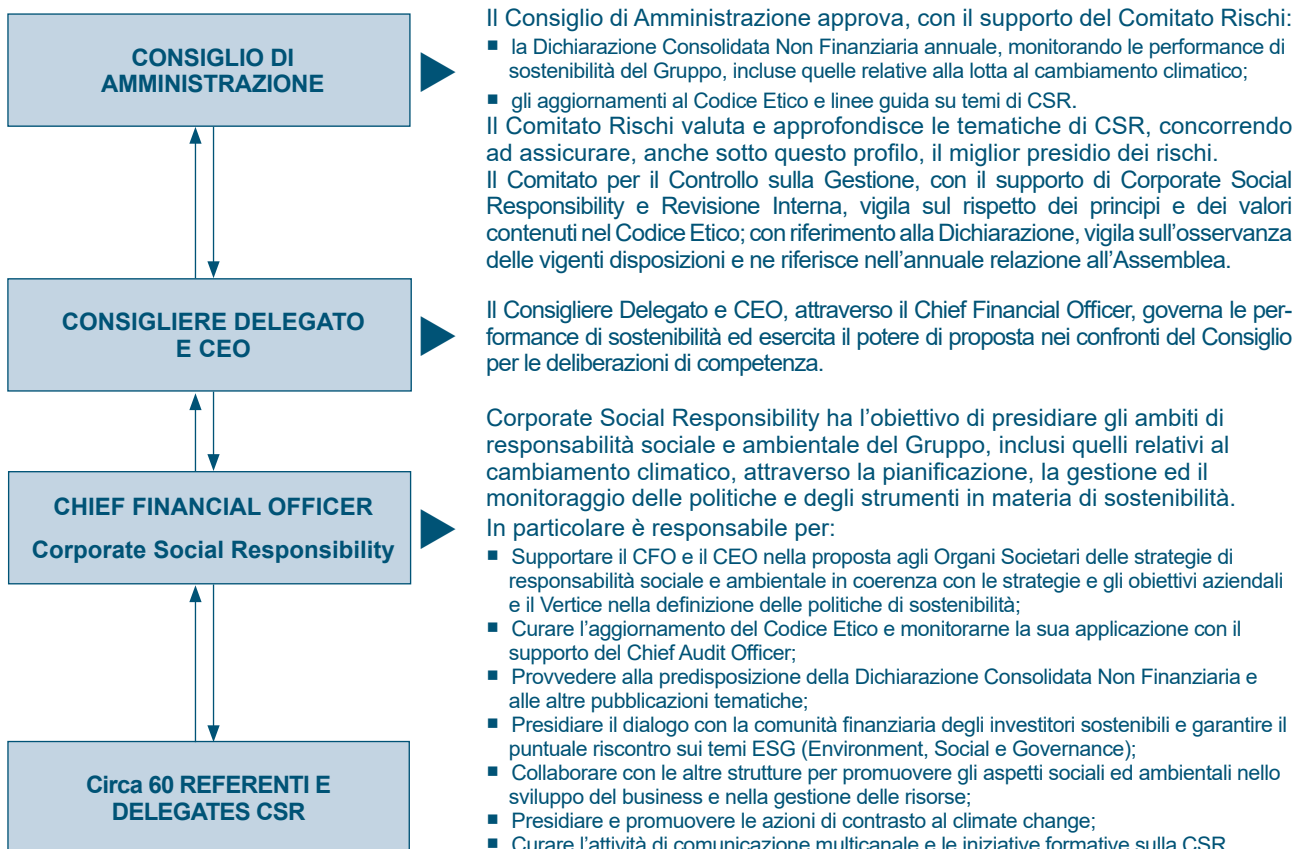 CONSIGLIO DI
AMMINISTRAZIONE
Il Consiglio di Amministrazione approva, con il supporto del Comitato Rischi:
■ la Dichiarazione Consolidata Non Finanziaria annuale, monitorando le performance di
sostenibilità del Gruppo, incluse quelle relative alla lotta al cambiamento climatico;
■ gli aggiornamenti al Codice Etico e linee guida su temi di CSR.
Il Comitato Rischi valuta e approfondisce le tematiche di CSR, concorrendo
ad assicurare, anche sotto questo profilo, il miglior presidio dei rischi.
Il Comitato per il Controllo sulla Gestione, con il supporto di Corporate Social
Responsibility e Revisione Interna, vigila sul rispetto dei principi e dei valori
contenuti nel Codice Etico; con riferimento alla Dichiarazione, vigila sull'osservanza
delle vigenti disposizioni e ne riferisce nell'annuale relazione all'Assemblea.
CONSIGLIERE DELEGATO
E CEO
Il Consigliere Delegato e CEO, attraverso il Chief Financial Officer, governa le per-
formance di sostenibilità ed esercita il potere di proposta nei confronti del Consiglio
per le deliberazioni di competenza.
CHIEF FINANCIAL OFFICER
Corporate Social Responsibility
Corporate Social Responsibility ha l'obiettivo di presidiare gli ambiti di
responsabilità sociale e ambientale del Gruppo, inclusi quelli relativi al
cambiamento climatico, attraverso la pianificazione, la gestione ed il
monitoraggio delle politiche e degli strumenti in materia di sostenibilità.
In particolare è responsabile per:
■ Supportare il CFO e il CEO nella proposta agli Organi Societari delle strategie di
responsabilità sociale e ambientale in coerenza con le strategie e gli obiettivi aziendali
e il Vertice nella definizione delle politiche di sostenibilità;
■ Curare l'aggiornamento del Codice Etico e monitorarne la sua applicazione con il
supporto del Chief Audit Officer;
■ Provvedere alla predisposizione della Dichiarazione Consolidata Non Finanziaria e
alle altre pubblicazioni tematiche;
■ Presidiare il dialogo con la comunità finanziaria degli investitori sostenibili e garantire il
puntuale riscontro sui temi ESG (Environment, Social e Governance);
■ Collaborare con le altre strutture per promuovere gli aspetti sociali ed ambientali nello
sviluppo del business e nella gestione delle risorse;
■ Presidiare e promuovere le azioni di contrasto al climate change;
■ Curare l'attività di comunicazione multicanale e le iniziative formative sulla CSR
Circa 60 REFERENTI E
DELEGATES CSR